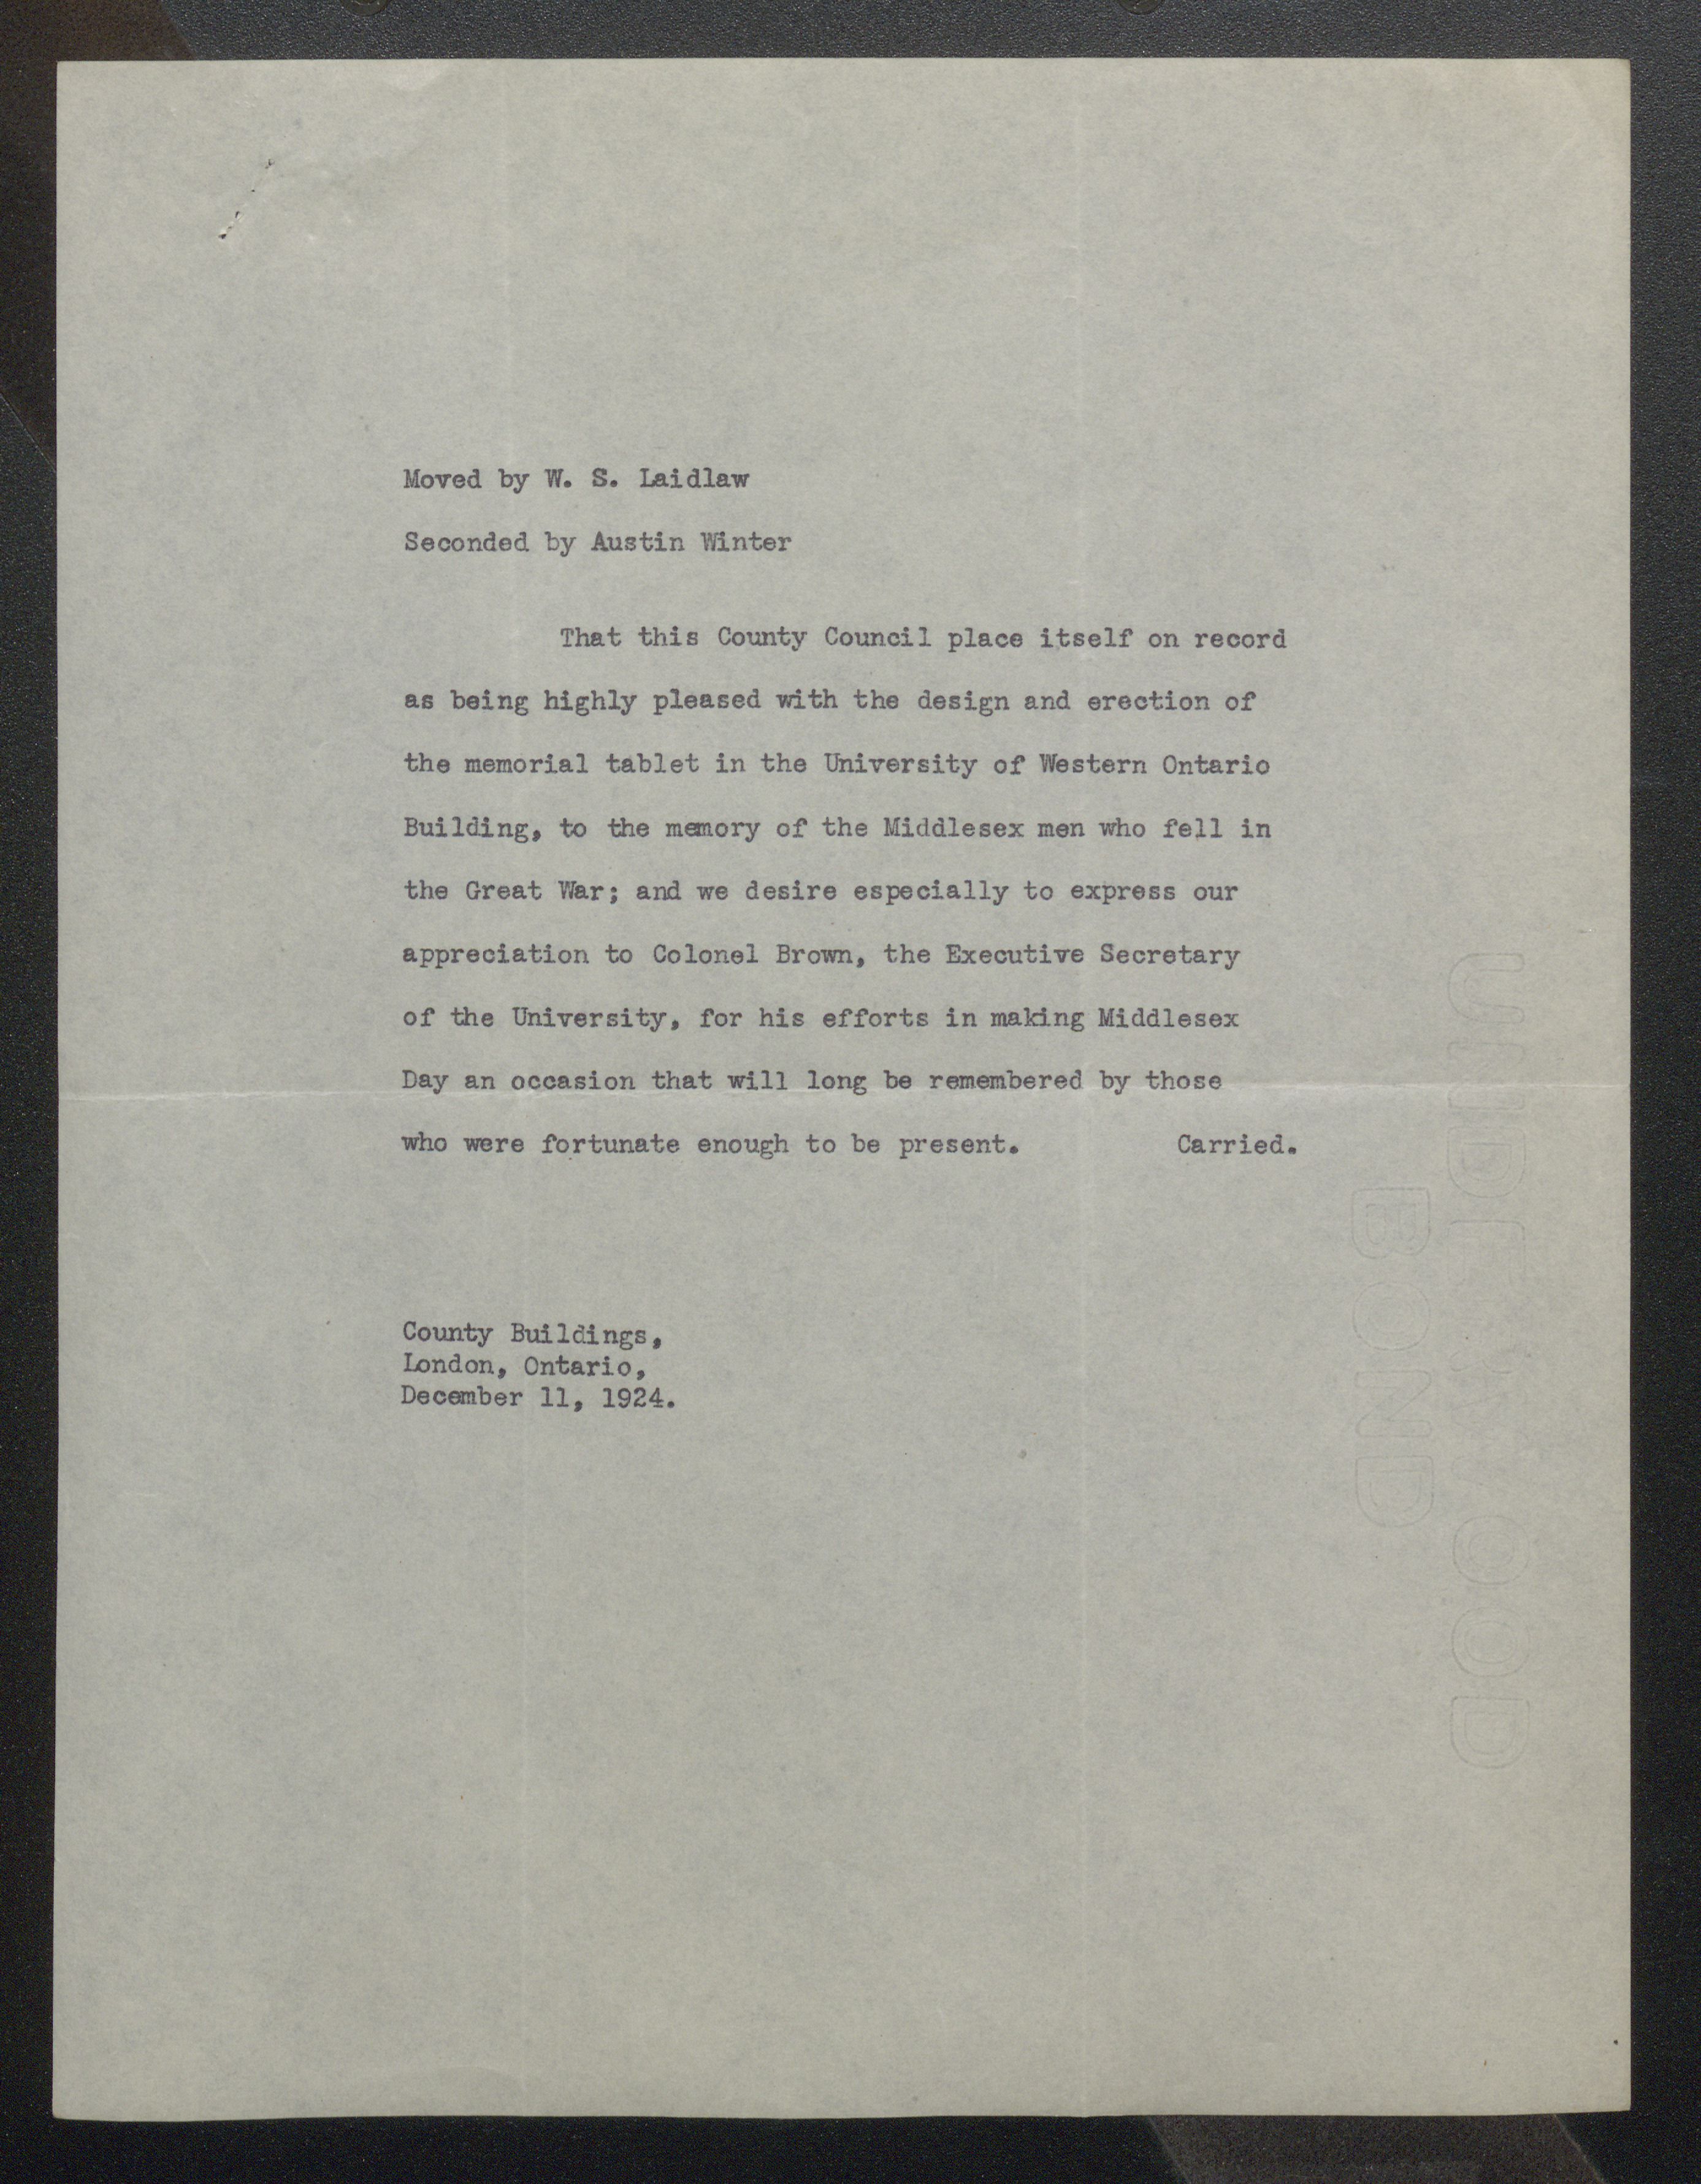 Moved by W. S. Laidlaw
Seconded by Austin Winter
That this County Council place itself on record
as being highly pleased with the design and erection of
the memorial tablet in the University of Western Ontario
Building, to the memory of the Middlesex men who fell in
the Great War; and we desire especially to express our
appreciation to Colonel Brown, the Executive Secretary
of the University, for his efforts in making Middlesex
Day an occasion that will long be remembered by those
who were fortunate enough to be present. Carried.
County Buildings,
London, Ontario,
December 11, 1924.
BOND